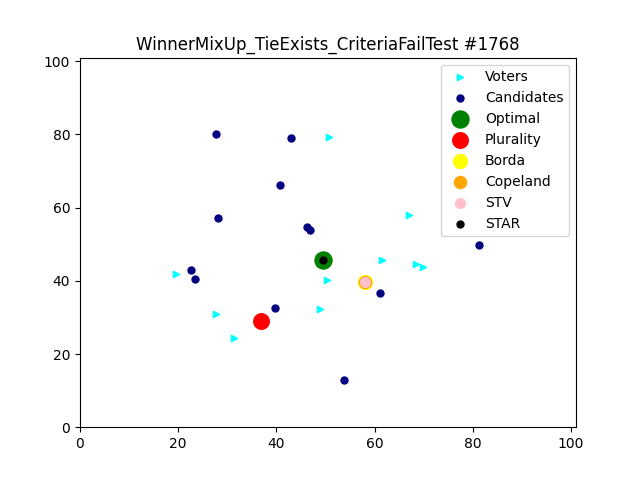 WinnerMixUp_TieExists_CriteriaFailTest #1768
100
80
60
40
20
0
0
20
40
60
80
100
Voters
Candidates
Optimal
Plurality
Borda
Copeland
STV
STAR